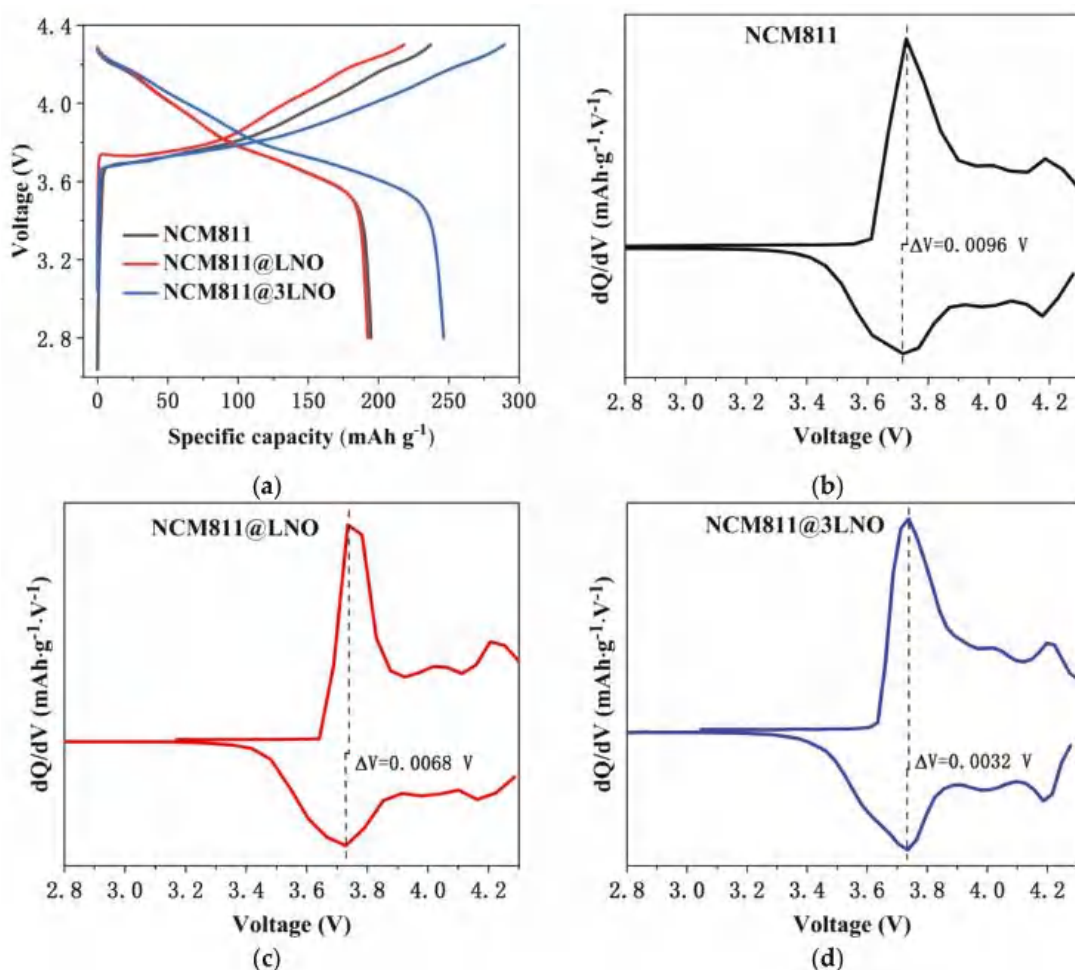 4.4
4.0
3.6
3.2
2.8
Voltage (V)
NCM811
NCM811@LNO
NCM811@3LNO
0 50 100 150 200 250 300
Specific capacity (mAh g⁻¹)
(a)
NCM811
dQ/dV (mAh·g⁻¹·V⁻¹)
ΔV=0.0096 V
2.8 3.0 3.2 3.4 3.6 3.8 4.0 4.2
Voltage (V)
(b)
NCM811@LNO
dQ/dV (mAh·g⁻¹·V⁻¹)
ΔV=0.0068 V
2.8 3.0 3.2 3.4 3.6 3.8 4.0 4.2
Voltage (V)
(c)
NCM811@3LNO
dQ/dV (mAh·g⁻¹·V⁻¹)
ΔV=0.0032 V
2.8 3.0 3.2 3.4 3.6 3.8 4.0 4.2
Voltage (V)
(d)